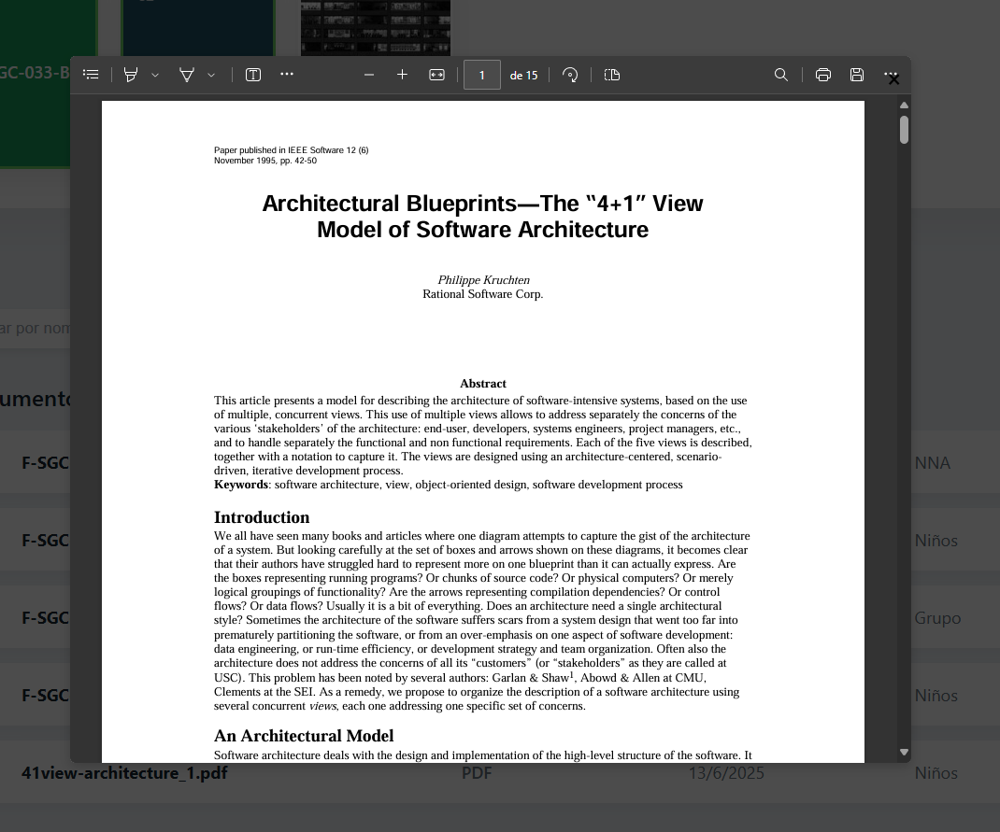 GC-033-B
1 de 15
Paper published in IEEE Software 12 (6)
November 1995, pp. 42-50
Architectural Blueprints—The “4+1” View
Model of Software Architecture
Philippe Kruchten
Rational Software Corp.
Abstract
This article presents a model for describing the architecture of software-intensive systems, based on the use
of multiple, concurrent views. This use of multiple views allows to address separately the concerns of the
various ‘stakeholders’ of the architecture: end-user, developers, systems engineers, project managers, etc.,
and to handle separately the functional and non functional requirements. Each of the five views is described,
together with a notation to capture it. The views are designed using an architecture-centered, scenario-
driven, iterative development process.
Keywords: software architecture, view, object-oriented design, software development process
Introduction
We all have seen many books and articles where one diagram attempts to capture the gist of the architecture
of a system. But looking carefully at the set of boxes and arrows shown on these diagrams, it becomes clear
that their authors have struggled hard to represent more on one blueprint than it can actually express. Are
the boxes representing running programs? Or chunks of source code? Or physical computers? Or merely
logical groupings of functionality? Are the arrows representing compilation dependencies? Or control
flows? Or data flows? Usually it is a bit of everything. Does an architecture need a single architectural
style? Sometimes the architecture of the software suffers scars from a system design that went too far into
prematurely partitioning the software, or from an over-emphasis on one aspect of software development:
data engineering, or run-time efficiency, or development strategy and team organization. Often also the
architecture does not address the concerns of all its “customers” (or “stakeholders” as they are called at
USC). This problem has been noted by several authors: Garlan & Shaw1, Abowd & Allen at CMU,
Clements at the SEI. As a remedy, we propose to organize the description of a software architecture using
several concurrent views, each one addressing one specific set of concerns.
An Architectural Model
Software architecture deals with the design and implementation of the high-level structure of the software. It
ar por nom
umento
F-SGC NNA
F-SGC Niños
F-SGC Grupo
F-SGC Niños
41view-architecture_1.pdf PDF 13/6/2025 Niños